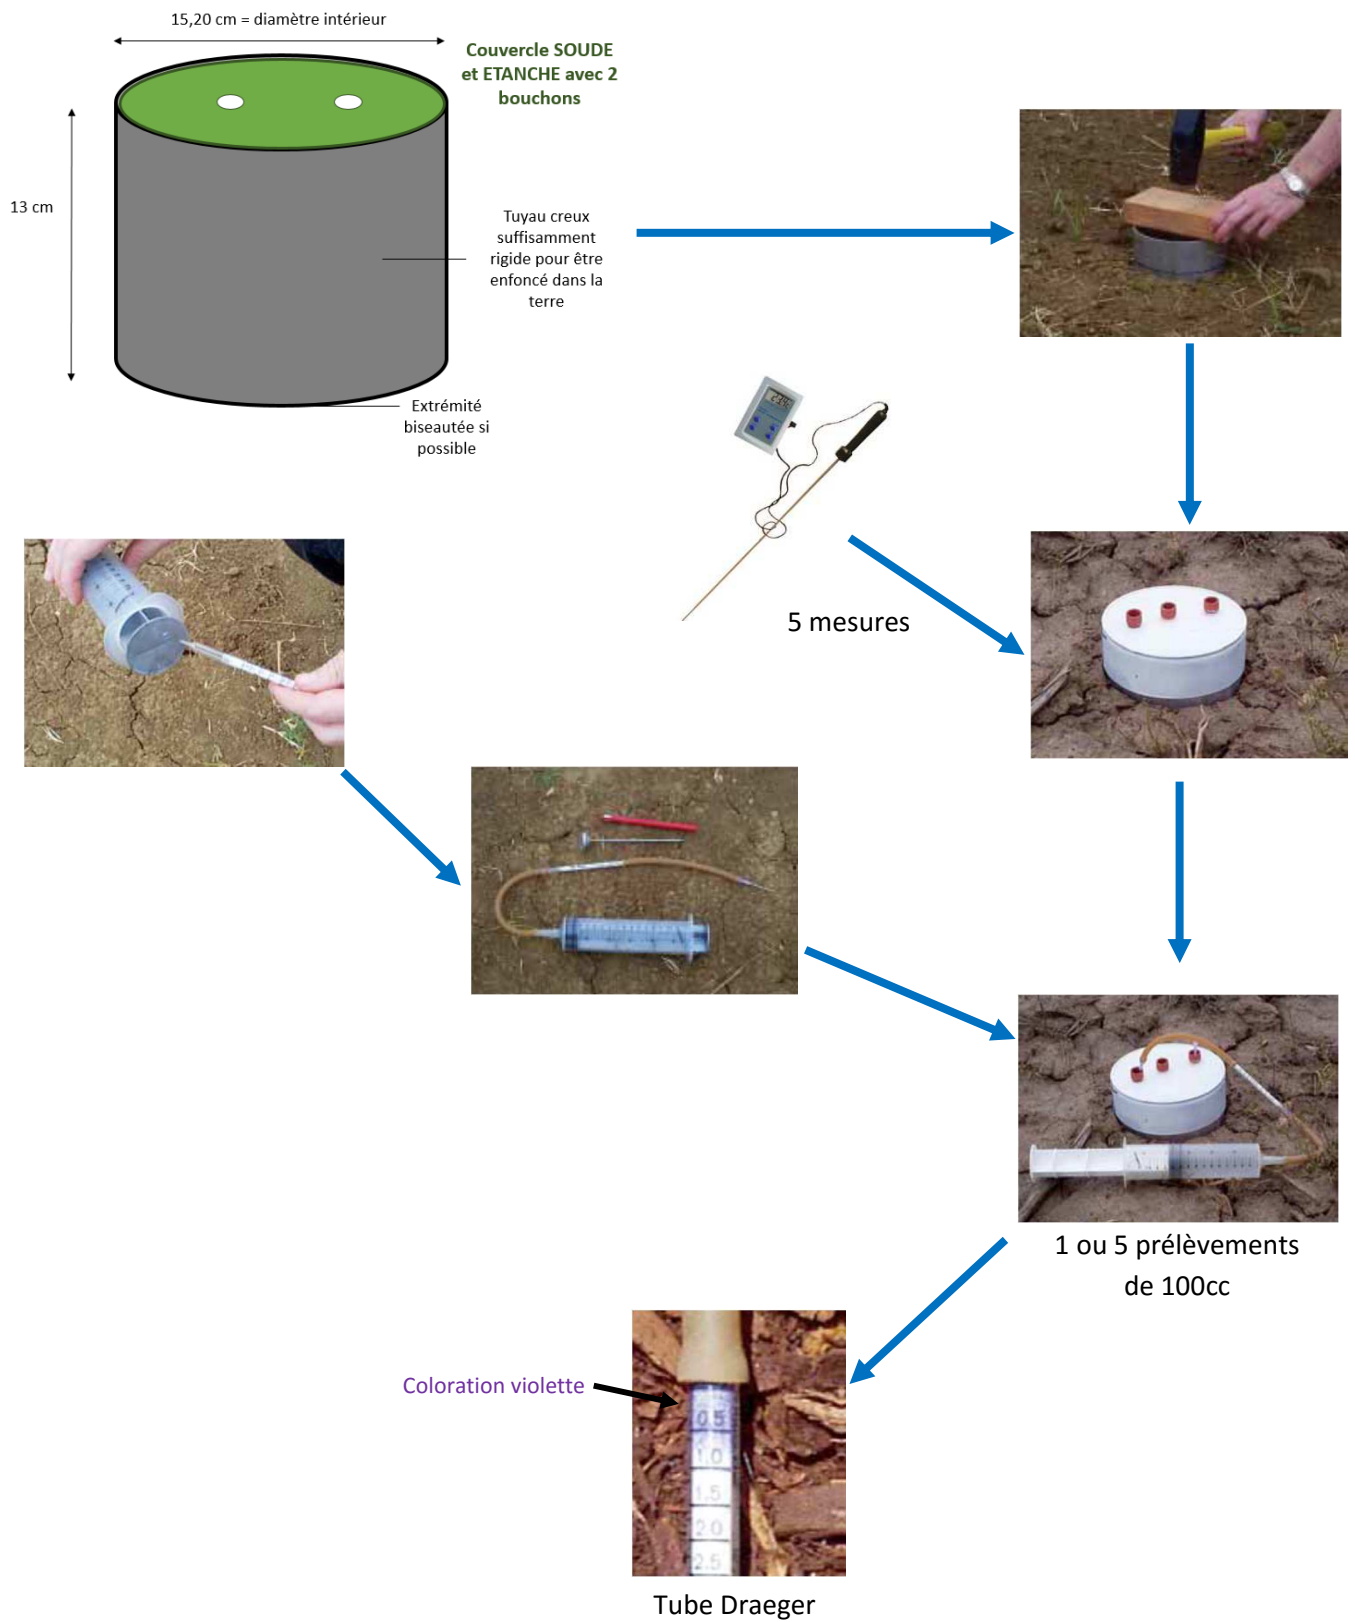 15,20 cm = diamètre intérieur
Couvercle SOUDE
et ETANCHE avec 2
bouchons
13 cm
Tuyau creux
suffisamment
rigide pour être
enfoncé dans la
terre
Extrémité
biseautée si
possible
5 mesures
1 ou 5 prélèvements
de 100cc
Coloration violette
0.5
1.0
1.5
2.0
2.5
Tube Draeger